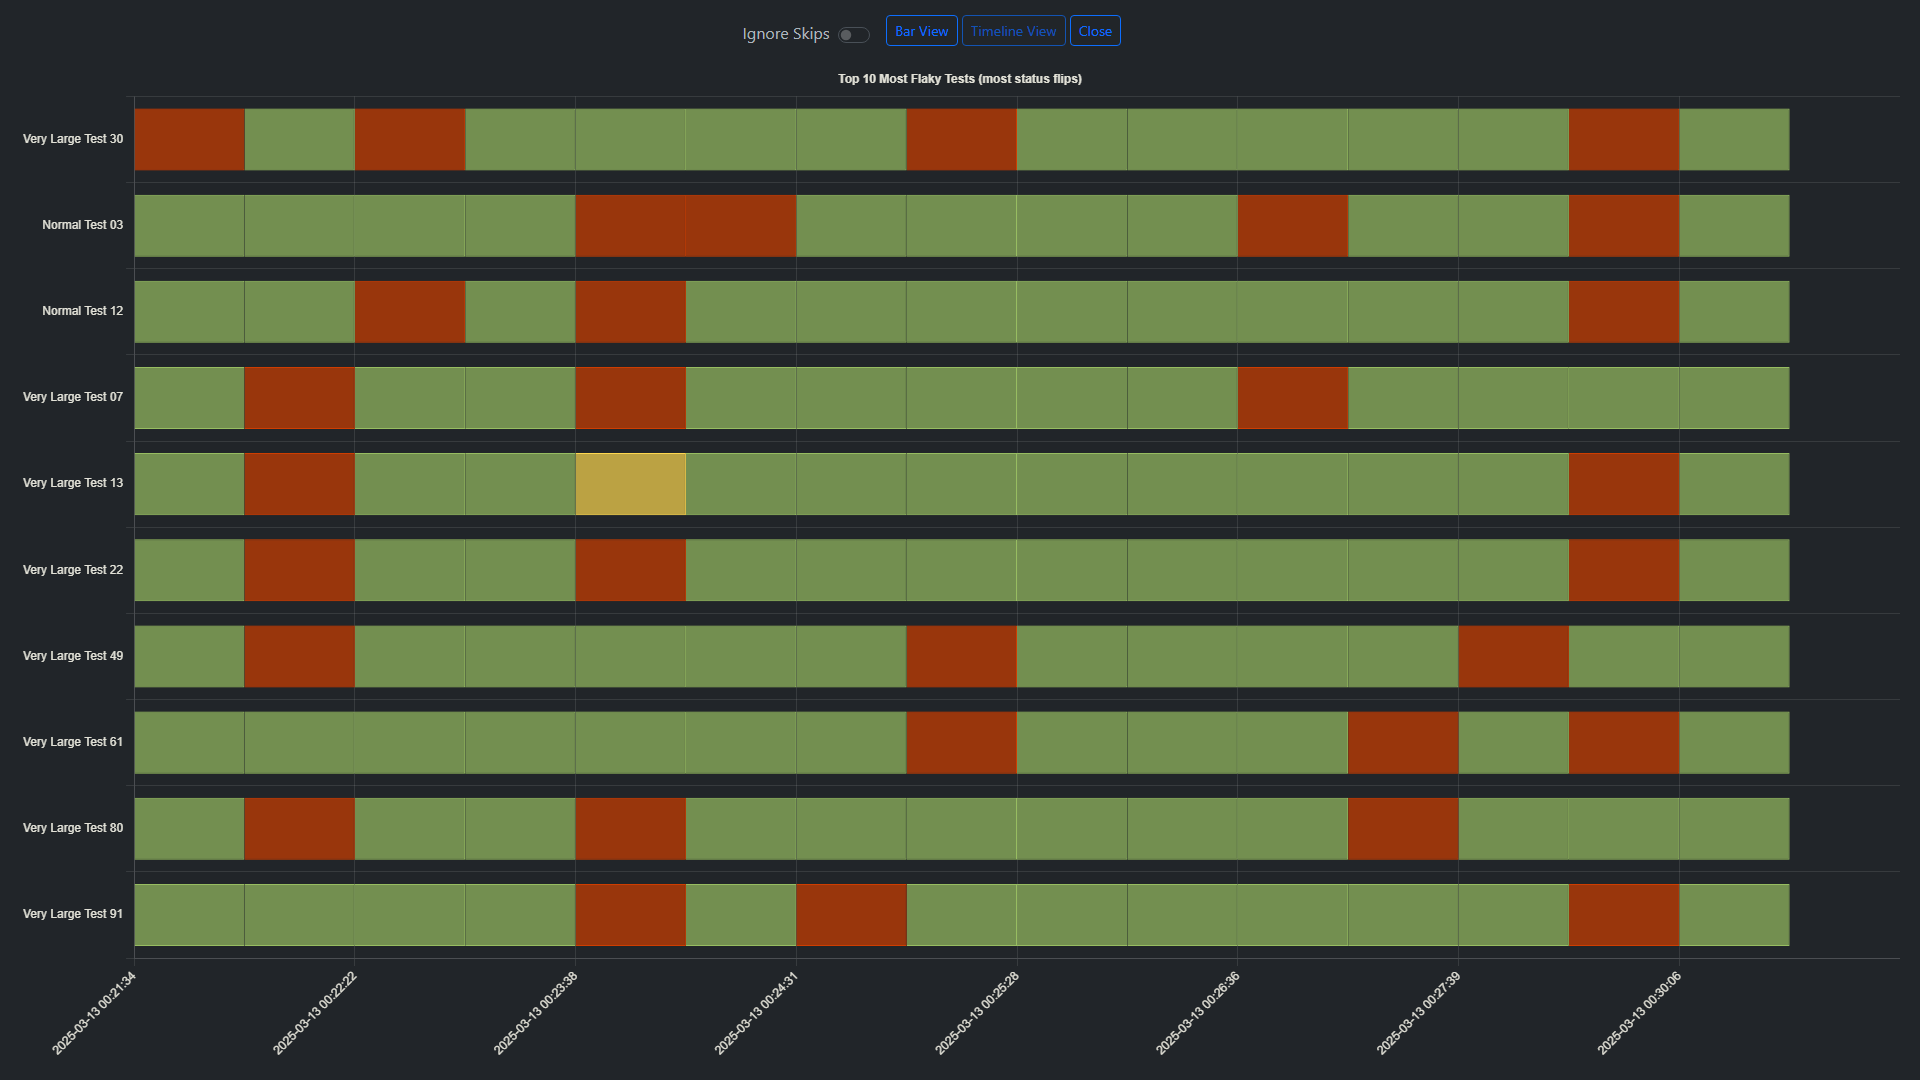 Ignore Skips
Bar View
Timeline View
Close
Top 10 Most Flaky Tests (most status flips)
Very Large Test 30
Normal Test 03
Normal Test 12
Very Large Test 07
Very Large Test 13
Very Large Test 22
Very Large Test 49
Very Large Test 61
Very Large Test 80
Very Large Test 91
2025-03-13 00:21:34
2025-03-13 00:22:22
2025-03-13 00:23:38
2025-03-13 00:24:31
2025-03-13 00:25:28
2025-03-13 00:26:36
2025-03-13 00:27:39
2025-03-13 00:30:06